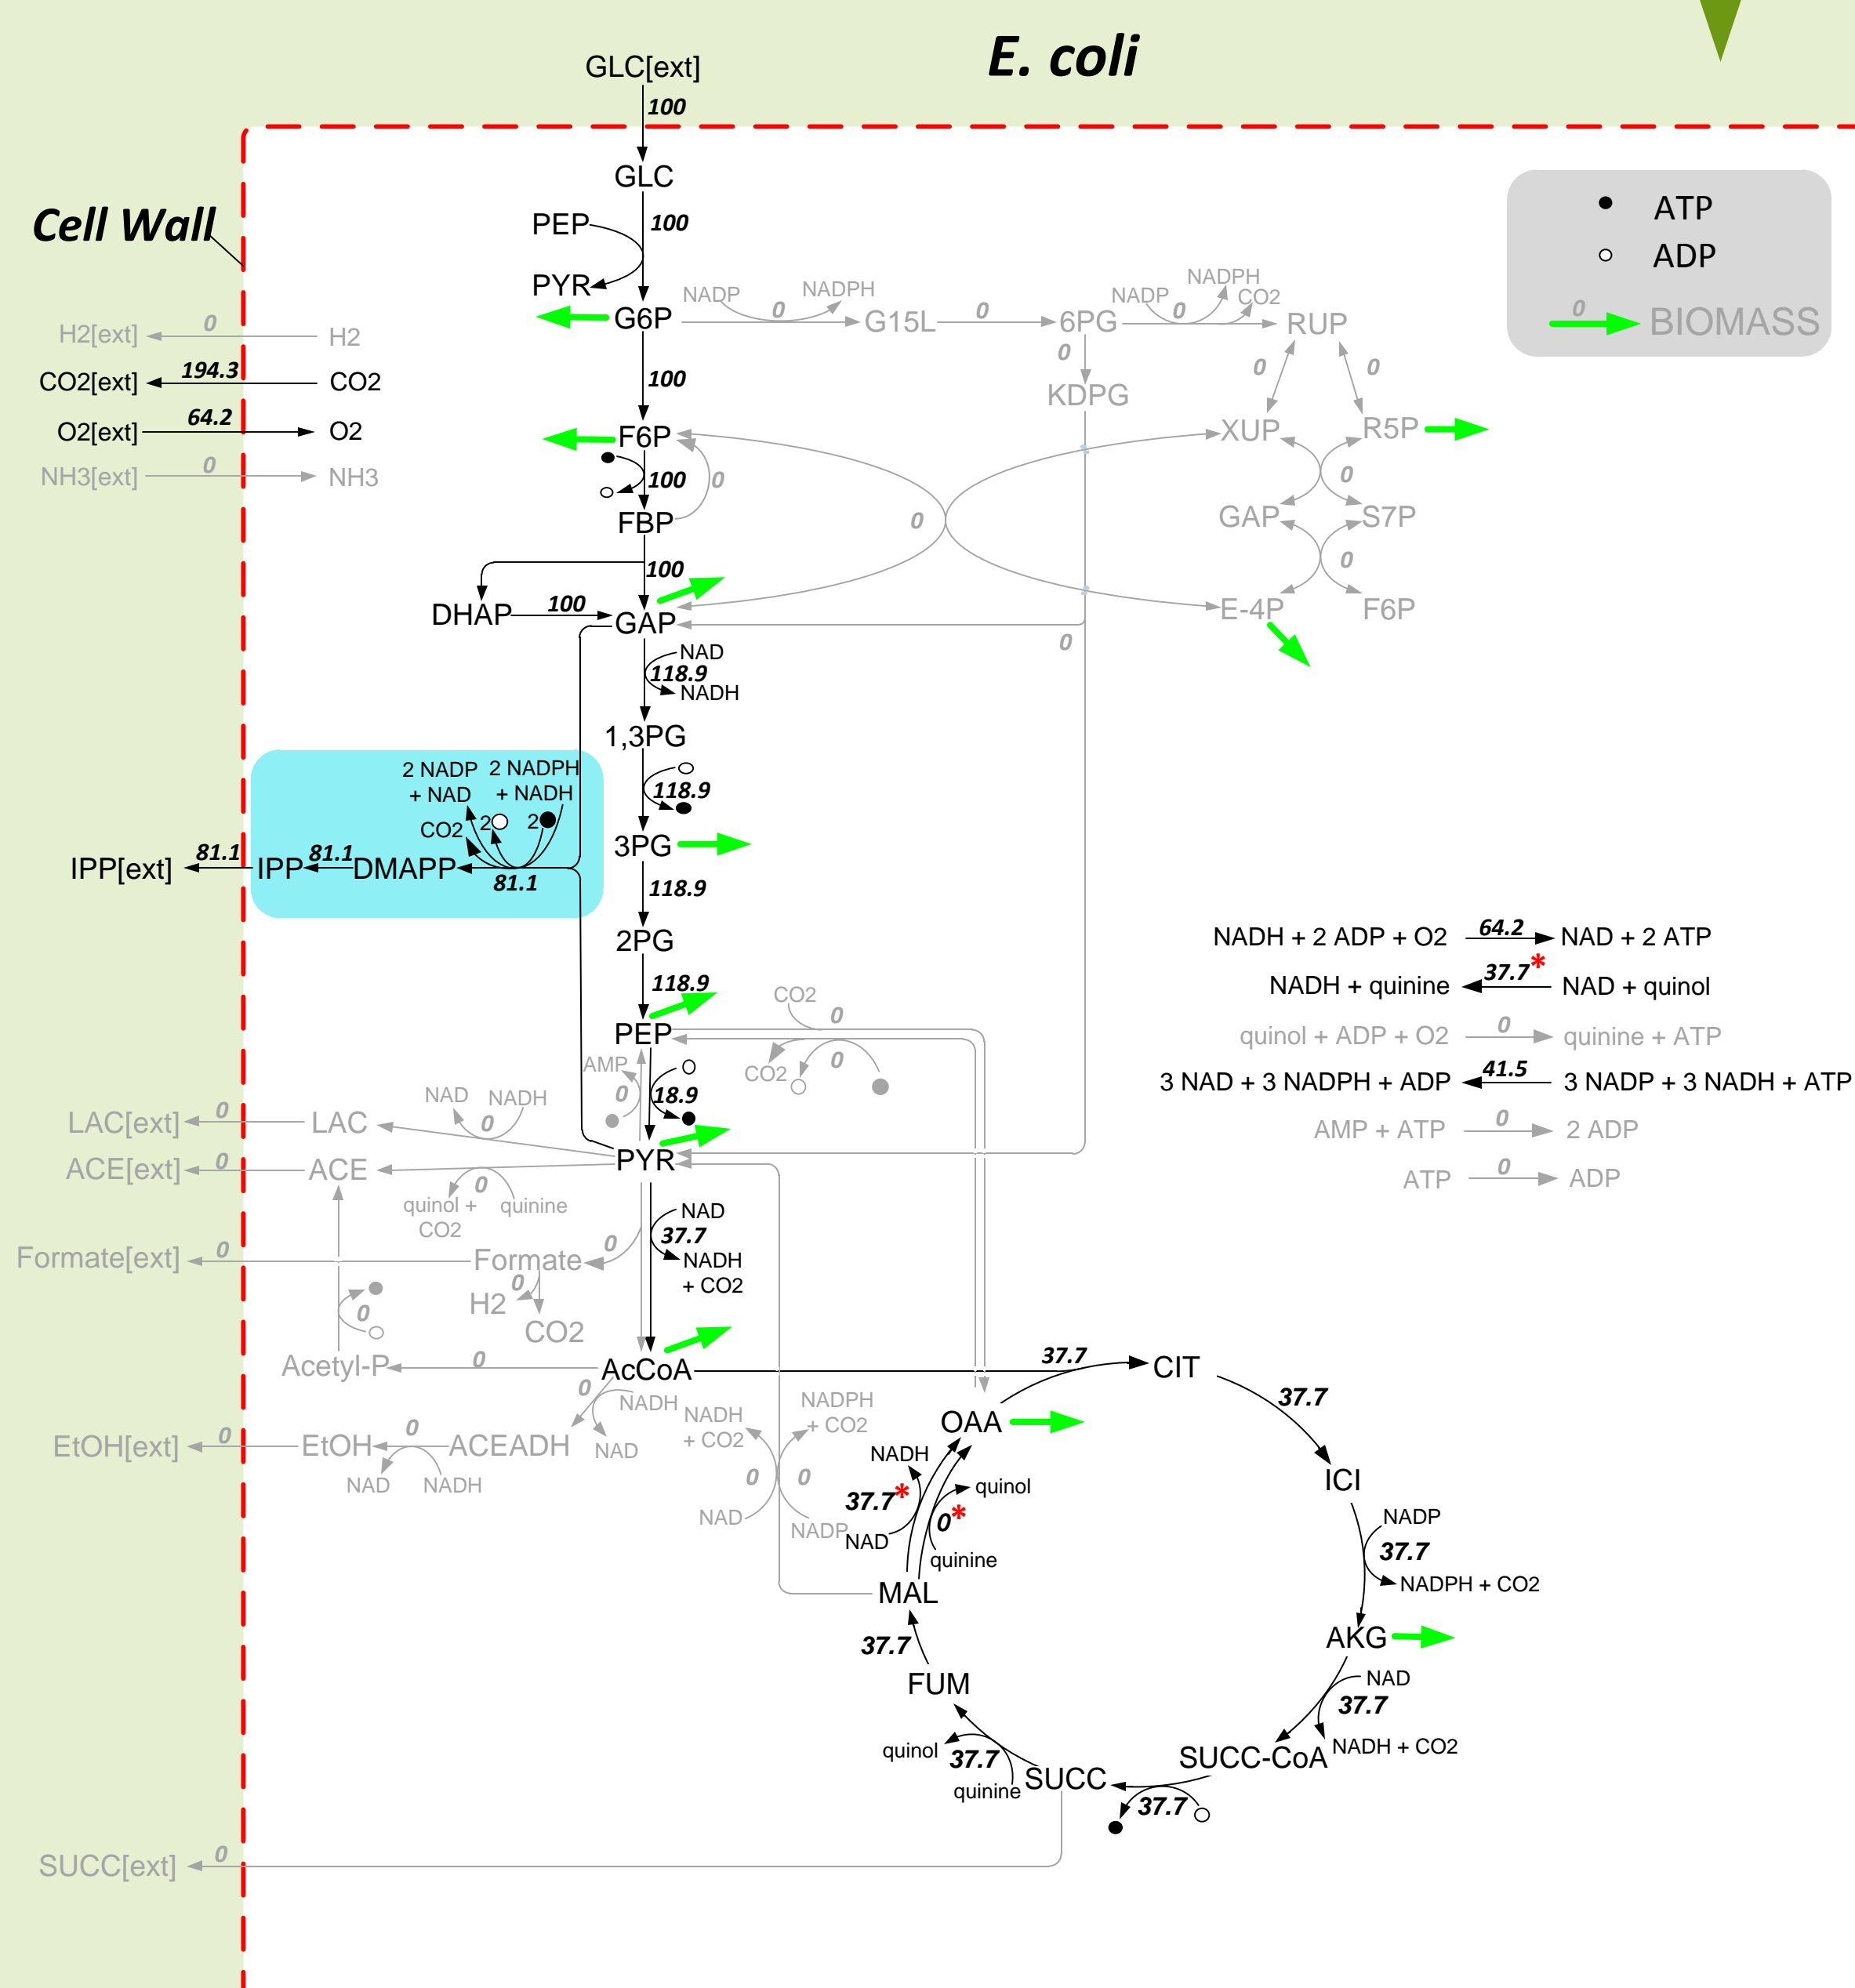 E. coli
GLC[ext]
100
GLC
Cell Wall
PEP
100
PYR
ATP
ADP
0
BIOMASS
G6P
NADP
0
NADPH
G15L
0
6PG
NADP
0
NADPH
CO2
RUP
H2[ext]
0
H2
CO2[ext]
194.3
CO2
O2[ext]
64.2
O2
NH3[ext]
0
NH3
100
0
KDPG
0
0
F6P
XUP
R5P
100
0
0
FBP
0
GAP
S7P
100
0
DHAP
100
GAP
E-4P
F6P
0
NAD
118.9
NADH
1,3PG
118.9
2 NADP
+ NAD
2 NADPH
+ NADH
CO2
2
2
3PG
IPP[ext]
81.1
IPP
81.1
DMAPP
81.1
118.9
2PG
118.9
NADH + 2 ADP + O2
64.2
NAD + 2 ATP
NADH + quinine
37.7*
NAD + quinol
quinol + ADP + O2
0
quinine + ATP
3 NAD + 3 NADPH + ADP
41.5
3 NADP + 3 NADH + ATP
AMP + ATP
0
2 ADP
ATP
0
ADP
PEP
CO2
0
AMP
0
18.9
CO2
0
LAC[ext]
0
LAC
NAD
NADH
0
ACE[ext]
0
ACE
PYR
quinol +
CO2
0
quinine
NAD
37.7
NADH
+ CO2
Formate[ext]
0
Formate
0
0
H2
CO2
0
Acetyl-P
0
AcCoA
37.7
CIT
0
NADH
NAD
NADH
+ CO2
NADPH
+ CO2
OAA
37.7
EtOH[ext]
0
EtOH
0
ACEADH
NAD
NADH
0
0
NAD
NADP
NADH
37.7*
NAD
quinol
0*
quinine
ICI
NADP
37.7
NADPH + CO2
MAL
AKG
37.7
FUM
NAD
37.7
NADH + CO2
quinol
37.7
quinine
SUCC
SUCC-CoA
37.7
SUCC[ext]
0